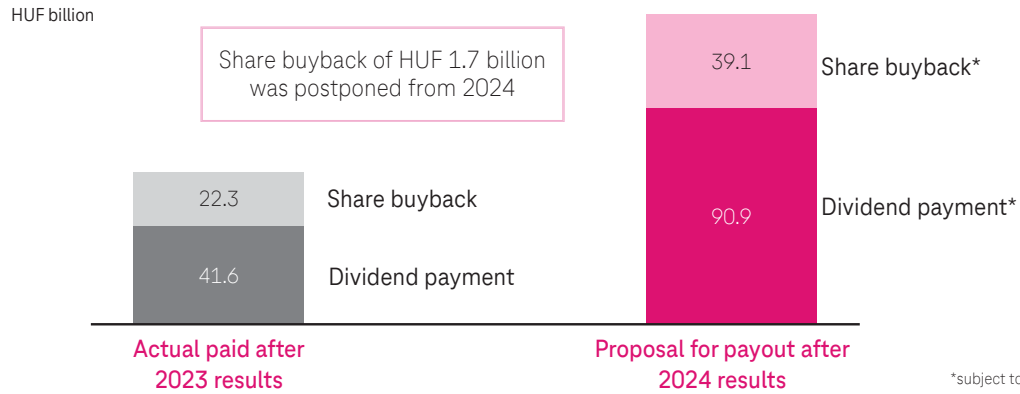 HUF billion
Share buyback of HUF 1.7 billion
was postponed from 2024
39.1
Share buyback*
22.3
Share buyback
90.9
Dividend payment*
41.6
Dividend payment
Actual paid after
2023 results
Proposal for payout after
2024 results
*subject to